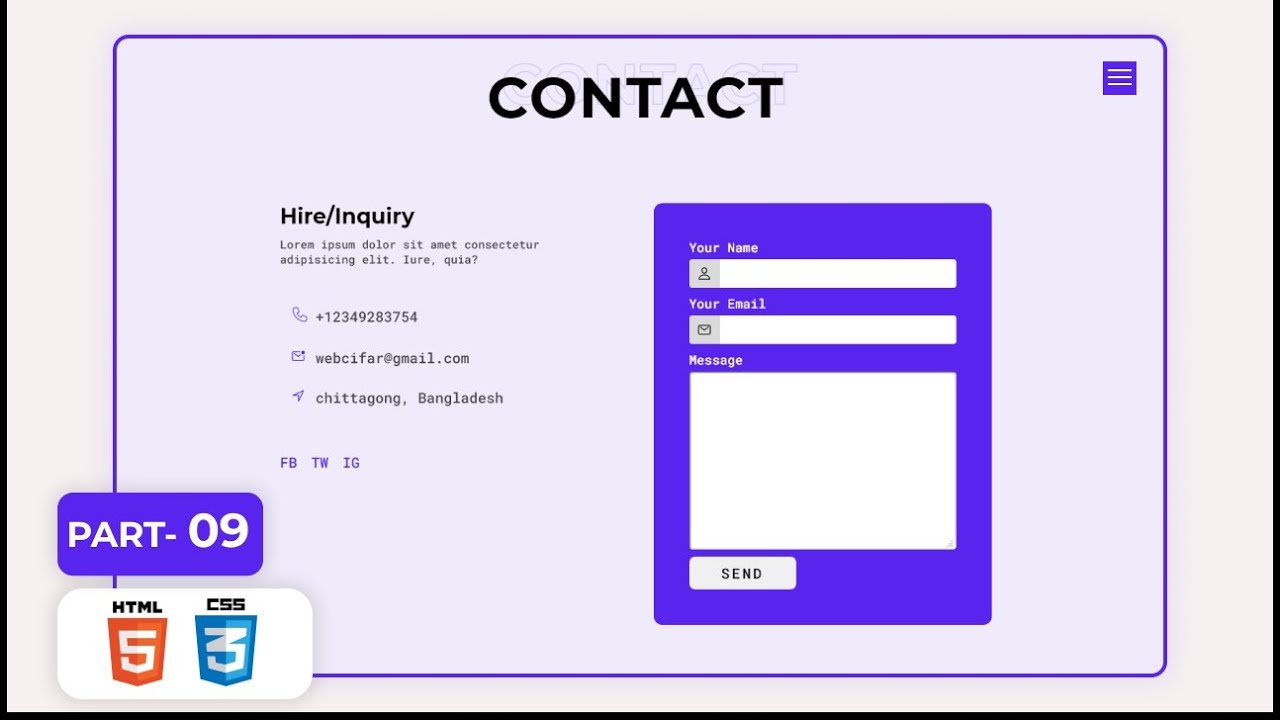 CONTACT
CONTACT
Hire/Inquiry
Lorem ipsum dolor sit amet consectetur
adipisicing elit. Iure, quia?
+12349283754
webcifar@gmail.com
chittagong, Bangladesh
FB TW IG
Your Name
Your Email
Message
SEND
PART- 09
HTML
5
CSS
3